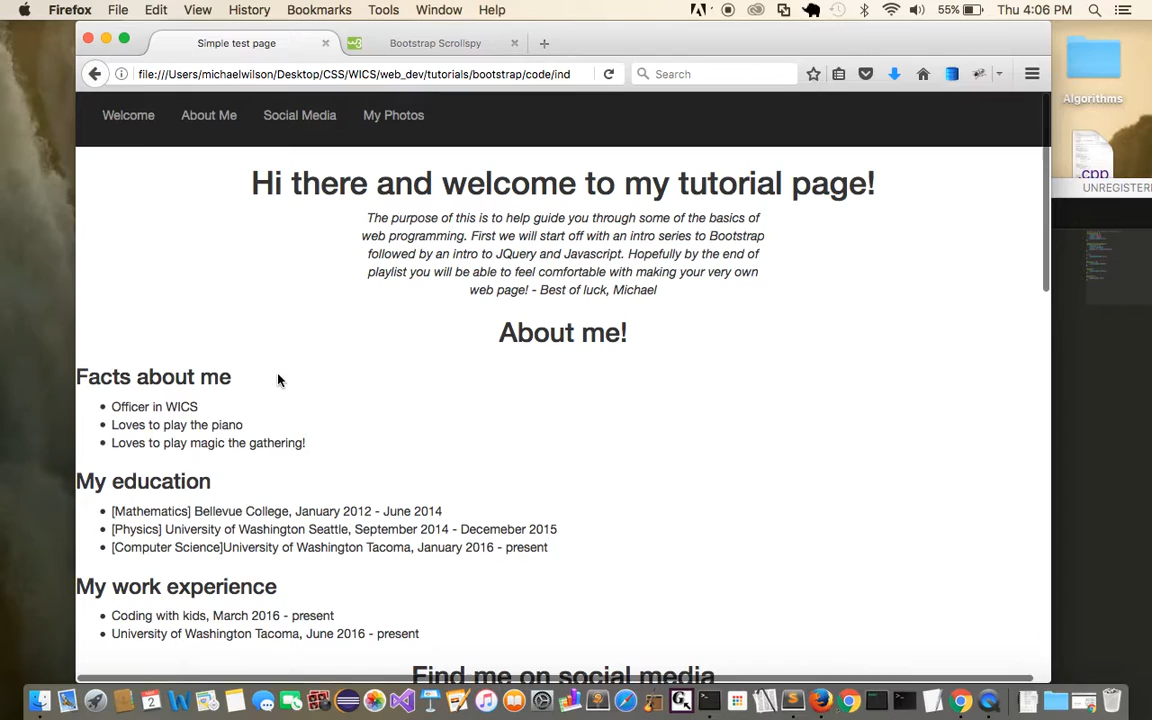 Firefox File Edit View History Bookmarks Tools Window Help 55% Thu 4:06 PM
Simple test page Bootstrap Scrollspy
file:///Users/michaelwilson/Desktop/CSS/WICS/web_dev/tutorials/bootstrap/code/ind Search
Algorithms
Welcome About Me Social Media My Photos
.cpp
UNREGISTER
Hi there and welcome to my tutorial page!
The purpose of this is to help guide you through some of the basics of
web programming. First we will start off with an intro series to Bootstrap
followed by an intro to JQuery and Javascript. Hopefully by the end of
playlist you will be able to feel comfortable with making your very own
web page! - Best of luck, Michael
About me!
Facts about me
Officer in WICS
Loves to play the piano
Loves to play magic the gathering!
My education
[Mathematics] Bellevue College, January 2012 - June 2014
[Physics] University of Washington Seattle, September 2014 - Decemeber 2015
[Computer Science]University of Washington Tacoma, January 2016 - present
My work experience
Coding with kids, March 2016 - present
University of Washington Tacoma, June 2016 - present
Find me on social media